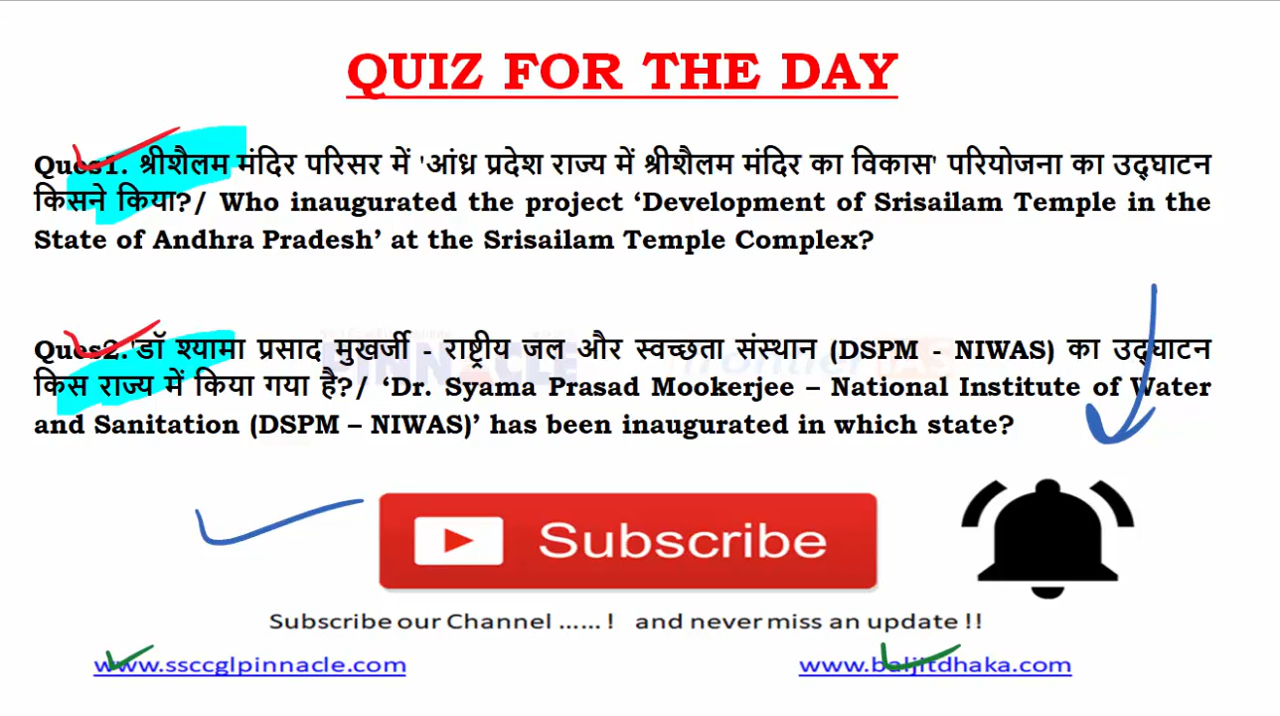 QUIZ FOR THE DAY
Ques1. श्रीशैलम मंदिर परिसर में 'आंध्र प्रदेश राज्य में श्रीशैलम मंदिर का विकास' परियोजना का उद्घाटन
किसने किया?/ Who inaugurated the project ‘Development of Srisailam Temple in the
State of Andhra Pradesh’ at the Srisailam Temple Complex?
Ques2.'डॉ श्यामा प्रसाद मुखर्जी - राष्ट्रीय जल और स्वच्छता संस्थान (DSPM - NIWAS) का उद्घाटन
किस राज्य में किया गया है?/ ‘Dr. Syama Prasad Mookerjee – National Institute of Water
and Sanitation (DSPM – NIWAS)’ has been inaugurated in which state?
PINNACLE
Subscribe
Subscribe our Channel ...... ! and never miss an update !!
www.ssccglpinnacle.com
www.baljitdhaka.com